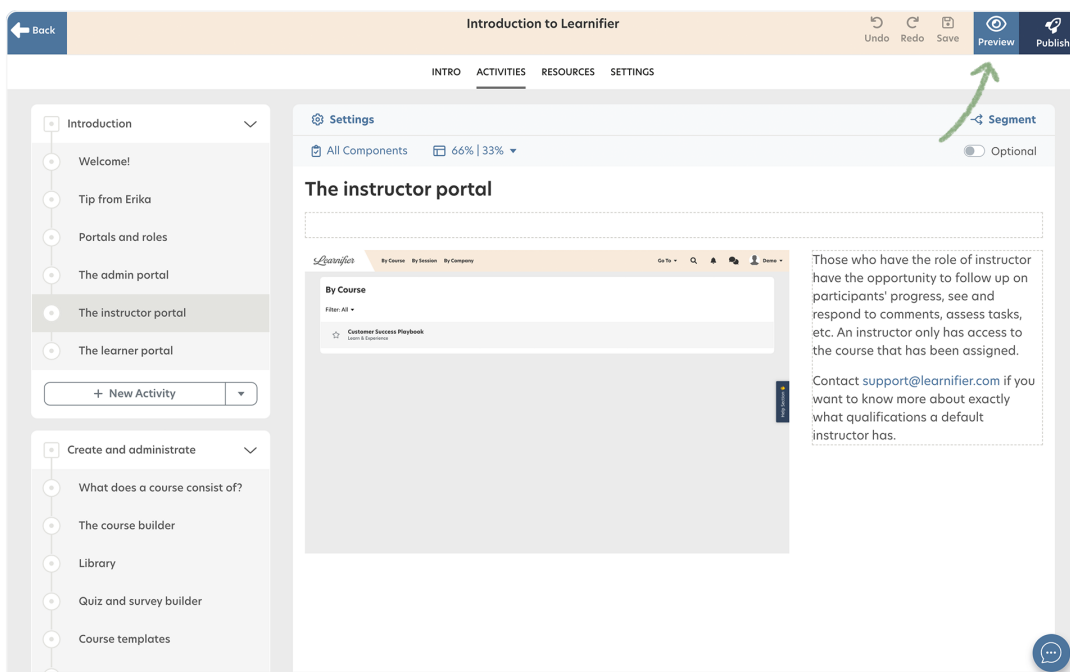 Back
Introduction to Learnifier
Undo
Redo
Save
Preview
Publish
INTRO
ACTIVITIES
RESOURCES
SETTINGS
Introduction
Welcome!
Tip from Erika
Portals and roles
The admin portal
The instructor portal
The learner portal
+ New Activity
Create and administrate
What does a course consist of?
The course builder
Library
Quiz and survey builder
Course templates
Settings
Segment
All Components
66% | 33%
Optional
The instructor portal
Learnifier
By Course
By Session
By Company
Go To
Demo
By Course
Filter: All
Customer Success Playbook
Learn & Experience
Help Section
Those who have the role of instructor
have the opportunity to follow up on
participants' progress, see and
respond to comments, assess tasks,
etc. An instructor only has access to
the course that has been assigned.
Contact support@learnifier.com if you
want to know more about exactly
what qualifications a default
instructor has.